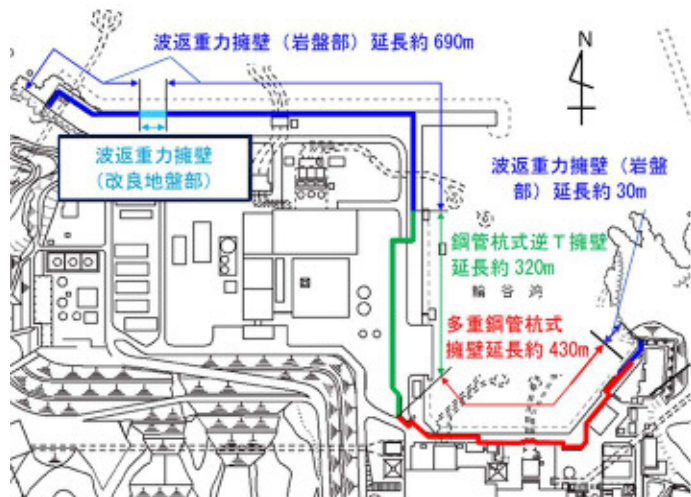 波返重力擁壁（岩盤部）延長約 690m
N
波返重力擁壁
（改良地盤部）
波返重力擁壁（岩盤
部）延長約 30m
鋼管杭式逆Ｔ擁壁
延長約 320m
輪谷湾
多重鋼管杭式
擁壁延長約 430m